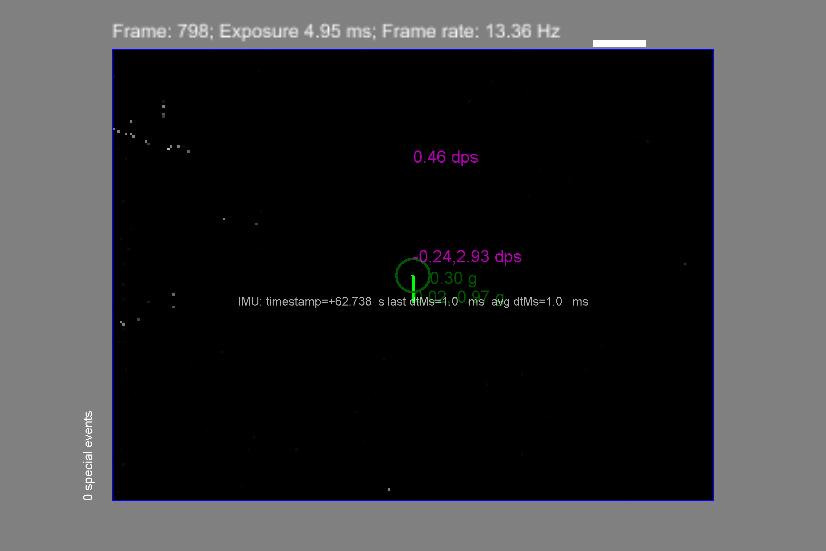 Frame: 798; Exposure 4.95 ms; Frame rate: 13.36 Hz
0.46 dps
-0.24,2.93 dps
0.30 g
0.97 g
IMU: timestamp=+62.738 s last dtMs=1.0 ms avg dtMs=1.0 ms
0 special events